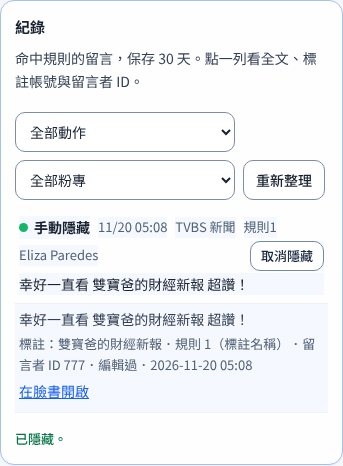 紀錄
命中規則的留言，保存 30 天。點一列看全文、標
註帳號與留言者 ID。
全部動作
全部粉專
重新整理
手動隱藏 11/20 05:08 TVBS 新聞 規則1
Eliza Paredes
取消隱藏
幸好一直看 雙寶爸的財經新報 超讚！
幸好一直看 雙寶爸的財經新報 超讚！
標註：雙寶爸的財經新報・規則 1（標註名稱）・留
言者 ID 777・編輯過・2026-11-20 05:08
在臉書開啟
已隱藏。